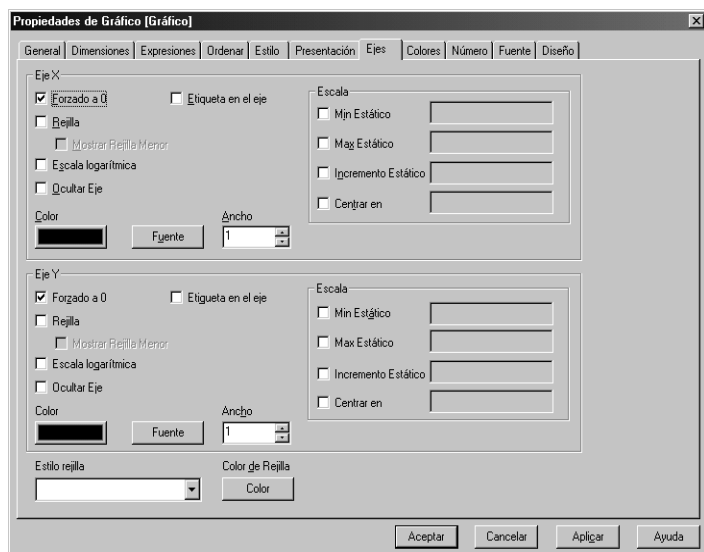 Propiedades de Gráfico [Gráfico]
General Dimensiones Expresiones Ordenar Estilo Presentación Ejes Colores Número Fuente Diseño
Eje X
Forzado a 0
Etiqueta en el eje
Rejilla
Mostrar Rejilla Menor
Escala logarítmica
Ocultar Eje
Color
Fuente
Ancho
1
Escala
Min Estático
Max Estático
Incremento Estático
Centrar en
Eje Y
Forzado a 0
Etigueta en el eje
Rejilla
Mostrar Rejilla Menor
Escala logarítmica
Ocultar Eje
Color
Fuente
Ancho
1
Escala
Min Estático
Max Estático
Incremento Estático
Centrar en
Estilo rejilla
Color de Rejilla
Color
Aceptar Cancelar Aplicar Ayuda